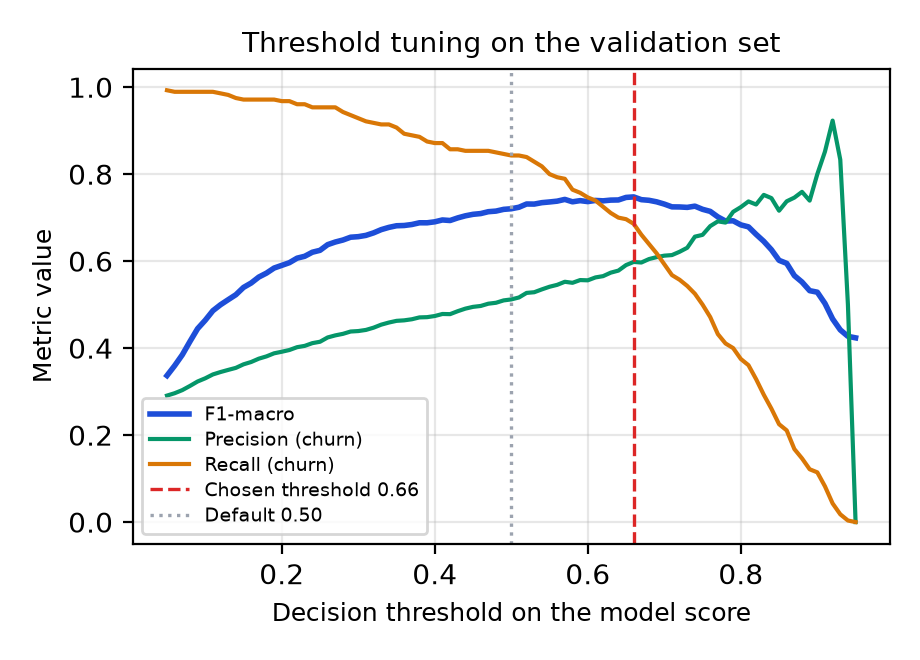 Threshold tuning on the validation set
Metric value
1.0
0.8
0.6
0.4
0.2
0.0
F1-macro
Precision (churn)
Recall (churn)
Chosen threshold 0.66
Default 0.50
0.2 0.4 0.6 0.8
Decision threshold on the model score